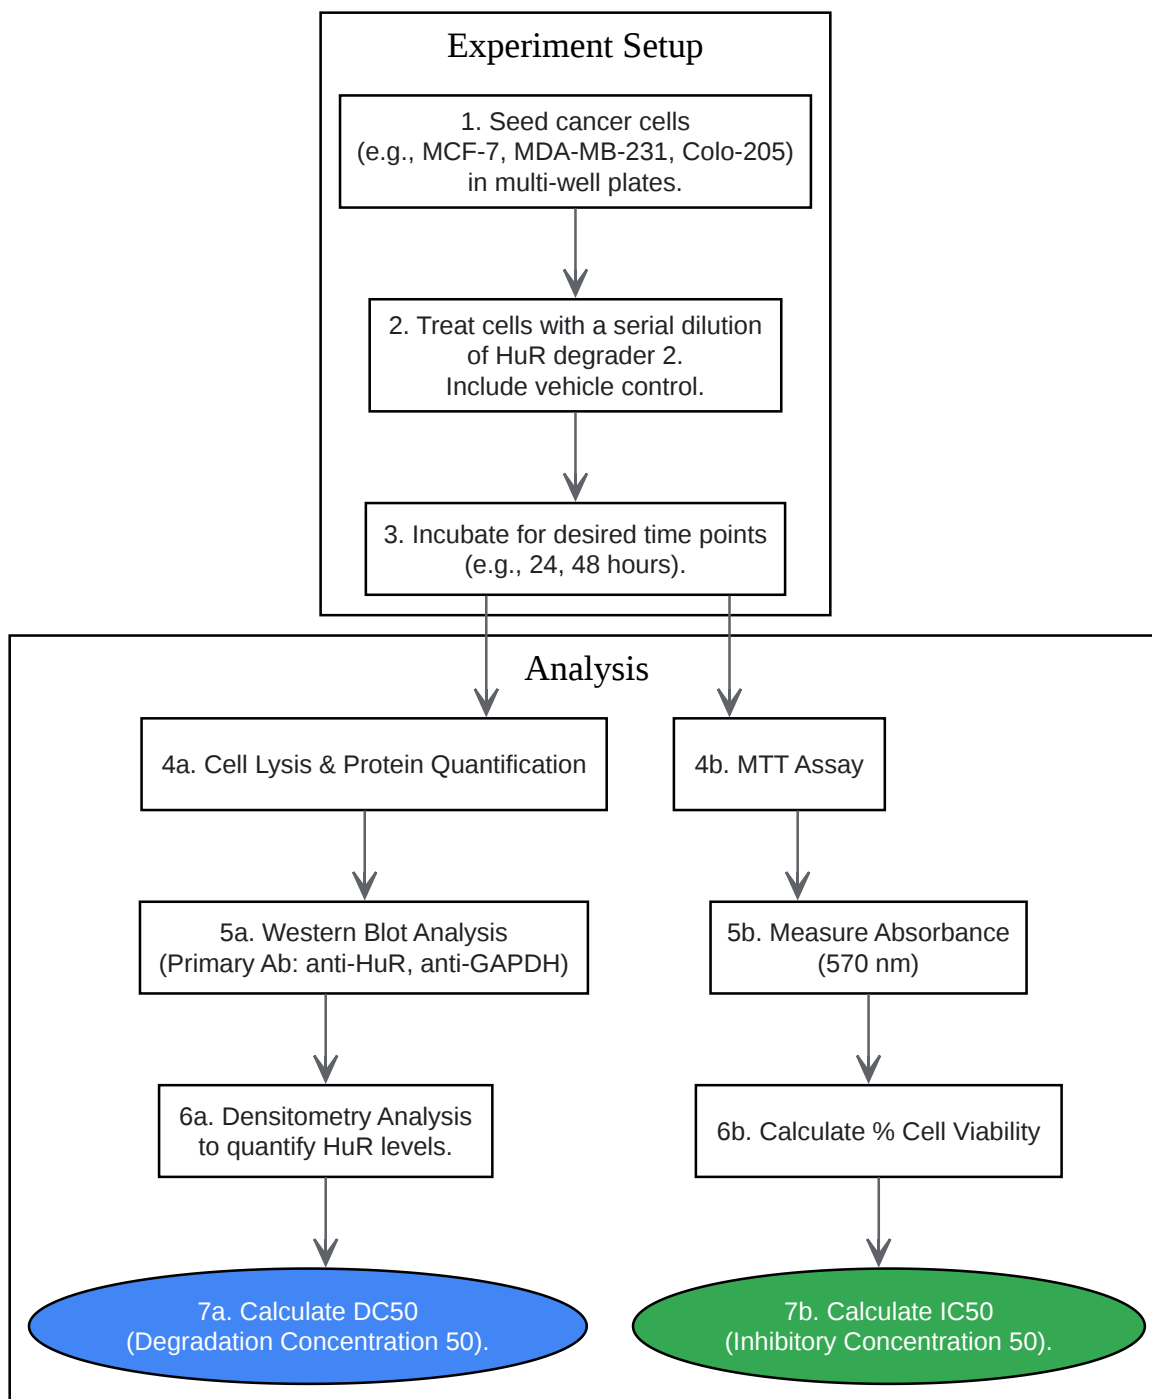 Experiment Setup
1. Seed cancer cells
(e.g., MCF-7, MDA-MB-231, Colo-205)
in multi-well plates.
2. Treat cells with a serial dilution
of HuR degrader 2.
Include vehicle control.
3. Incubate for desired time points
(e.g., 24, 48 hours).
Analysis
4a. Cell Lysis & Protein Quantification
4b. MTT Assay
5a. Western Blot Analysis
(Primary Ab: anti-HuR, anti-GAPDH)
5b. Measure Absorbance
(570 nm)
6a. Densitometry Analysis
to quantify HuR levels.
6b. Calculate % Cell Viability
7a. Calculate DC50
(Degradation Concentration 50).
7b. Calculate IC50
(Inhibitory Concentration 50).